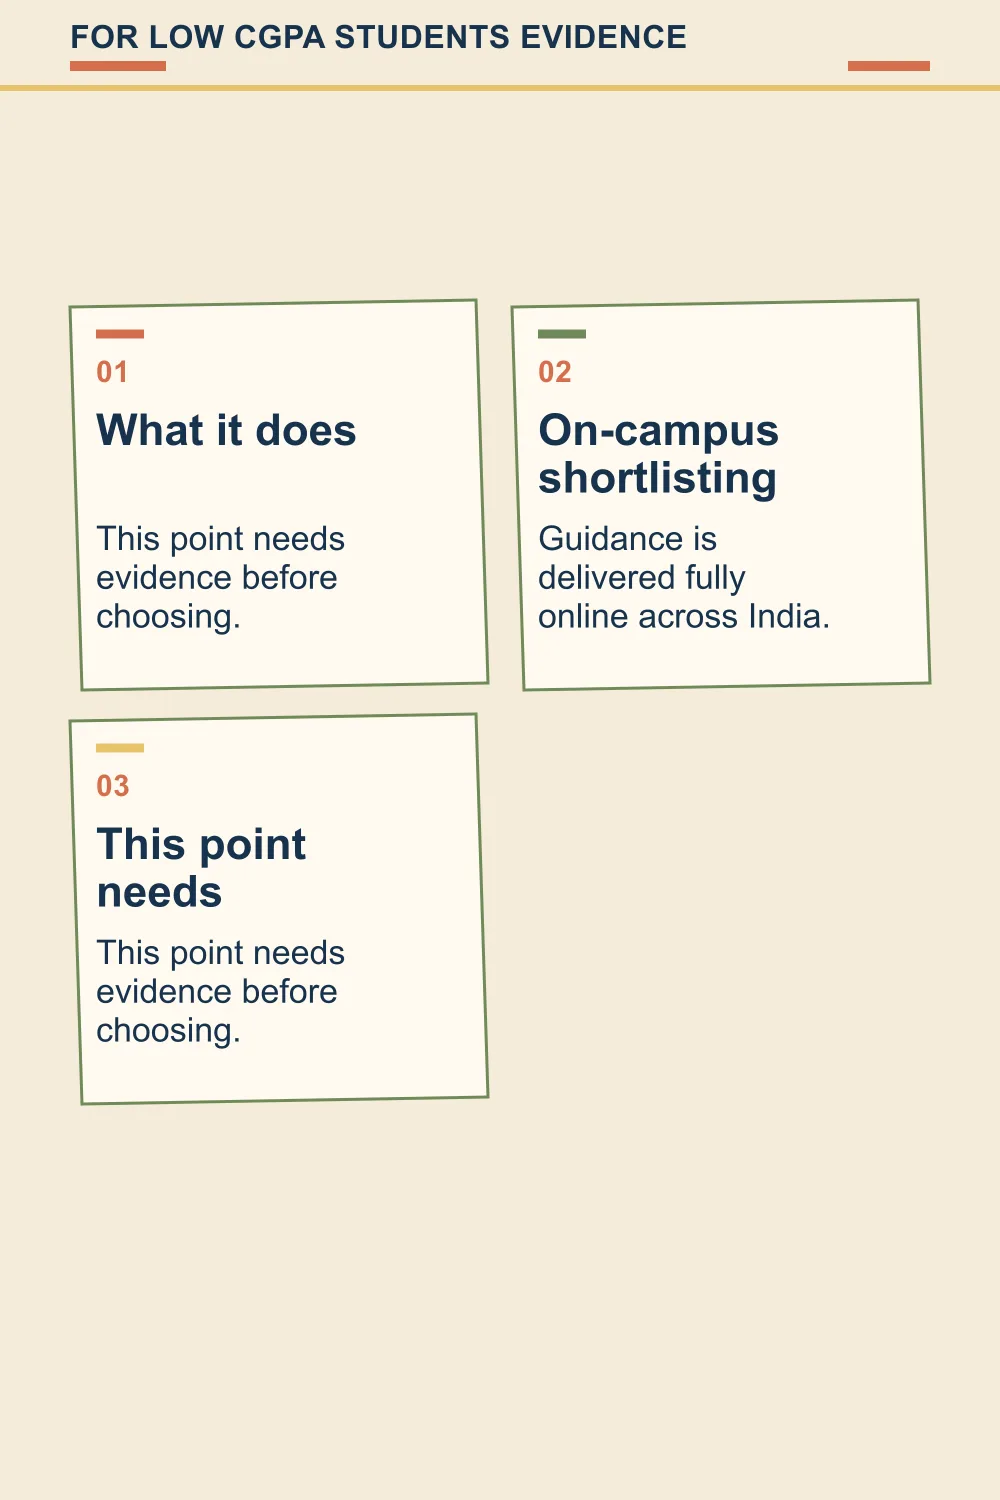 FOR LOW CGPA STUDENTS EVIDENCE
01
What it does
This point needs
evidence before
choosing.
02
On-campus
shortlisting
Guidance is
delivered fully
online across India.
03
This point
needs
This point needs
evidence before
choosing.